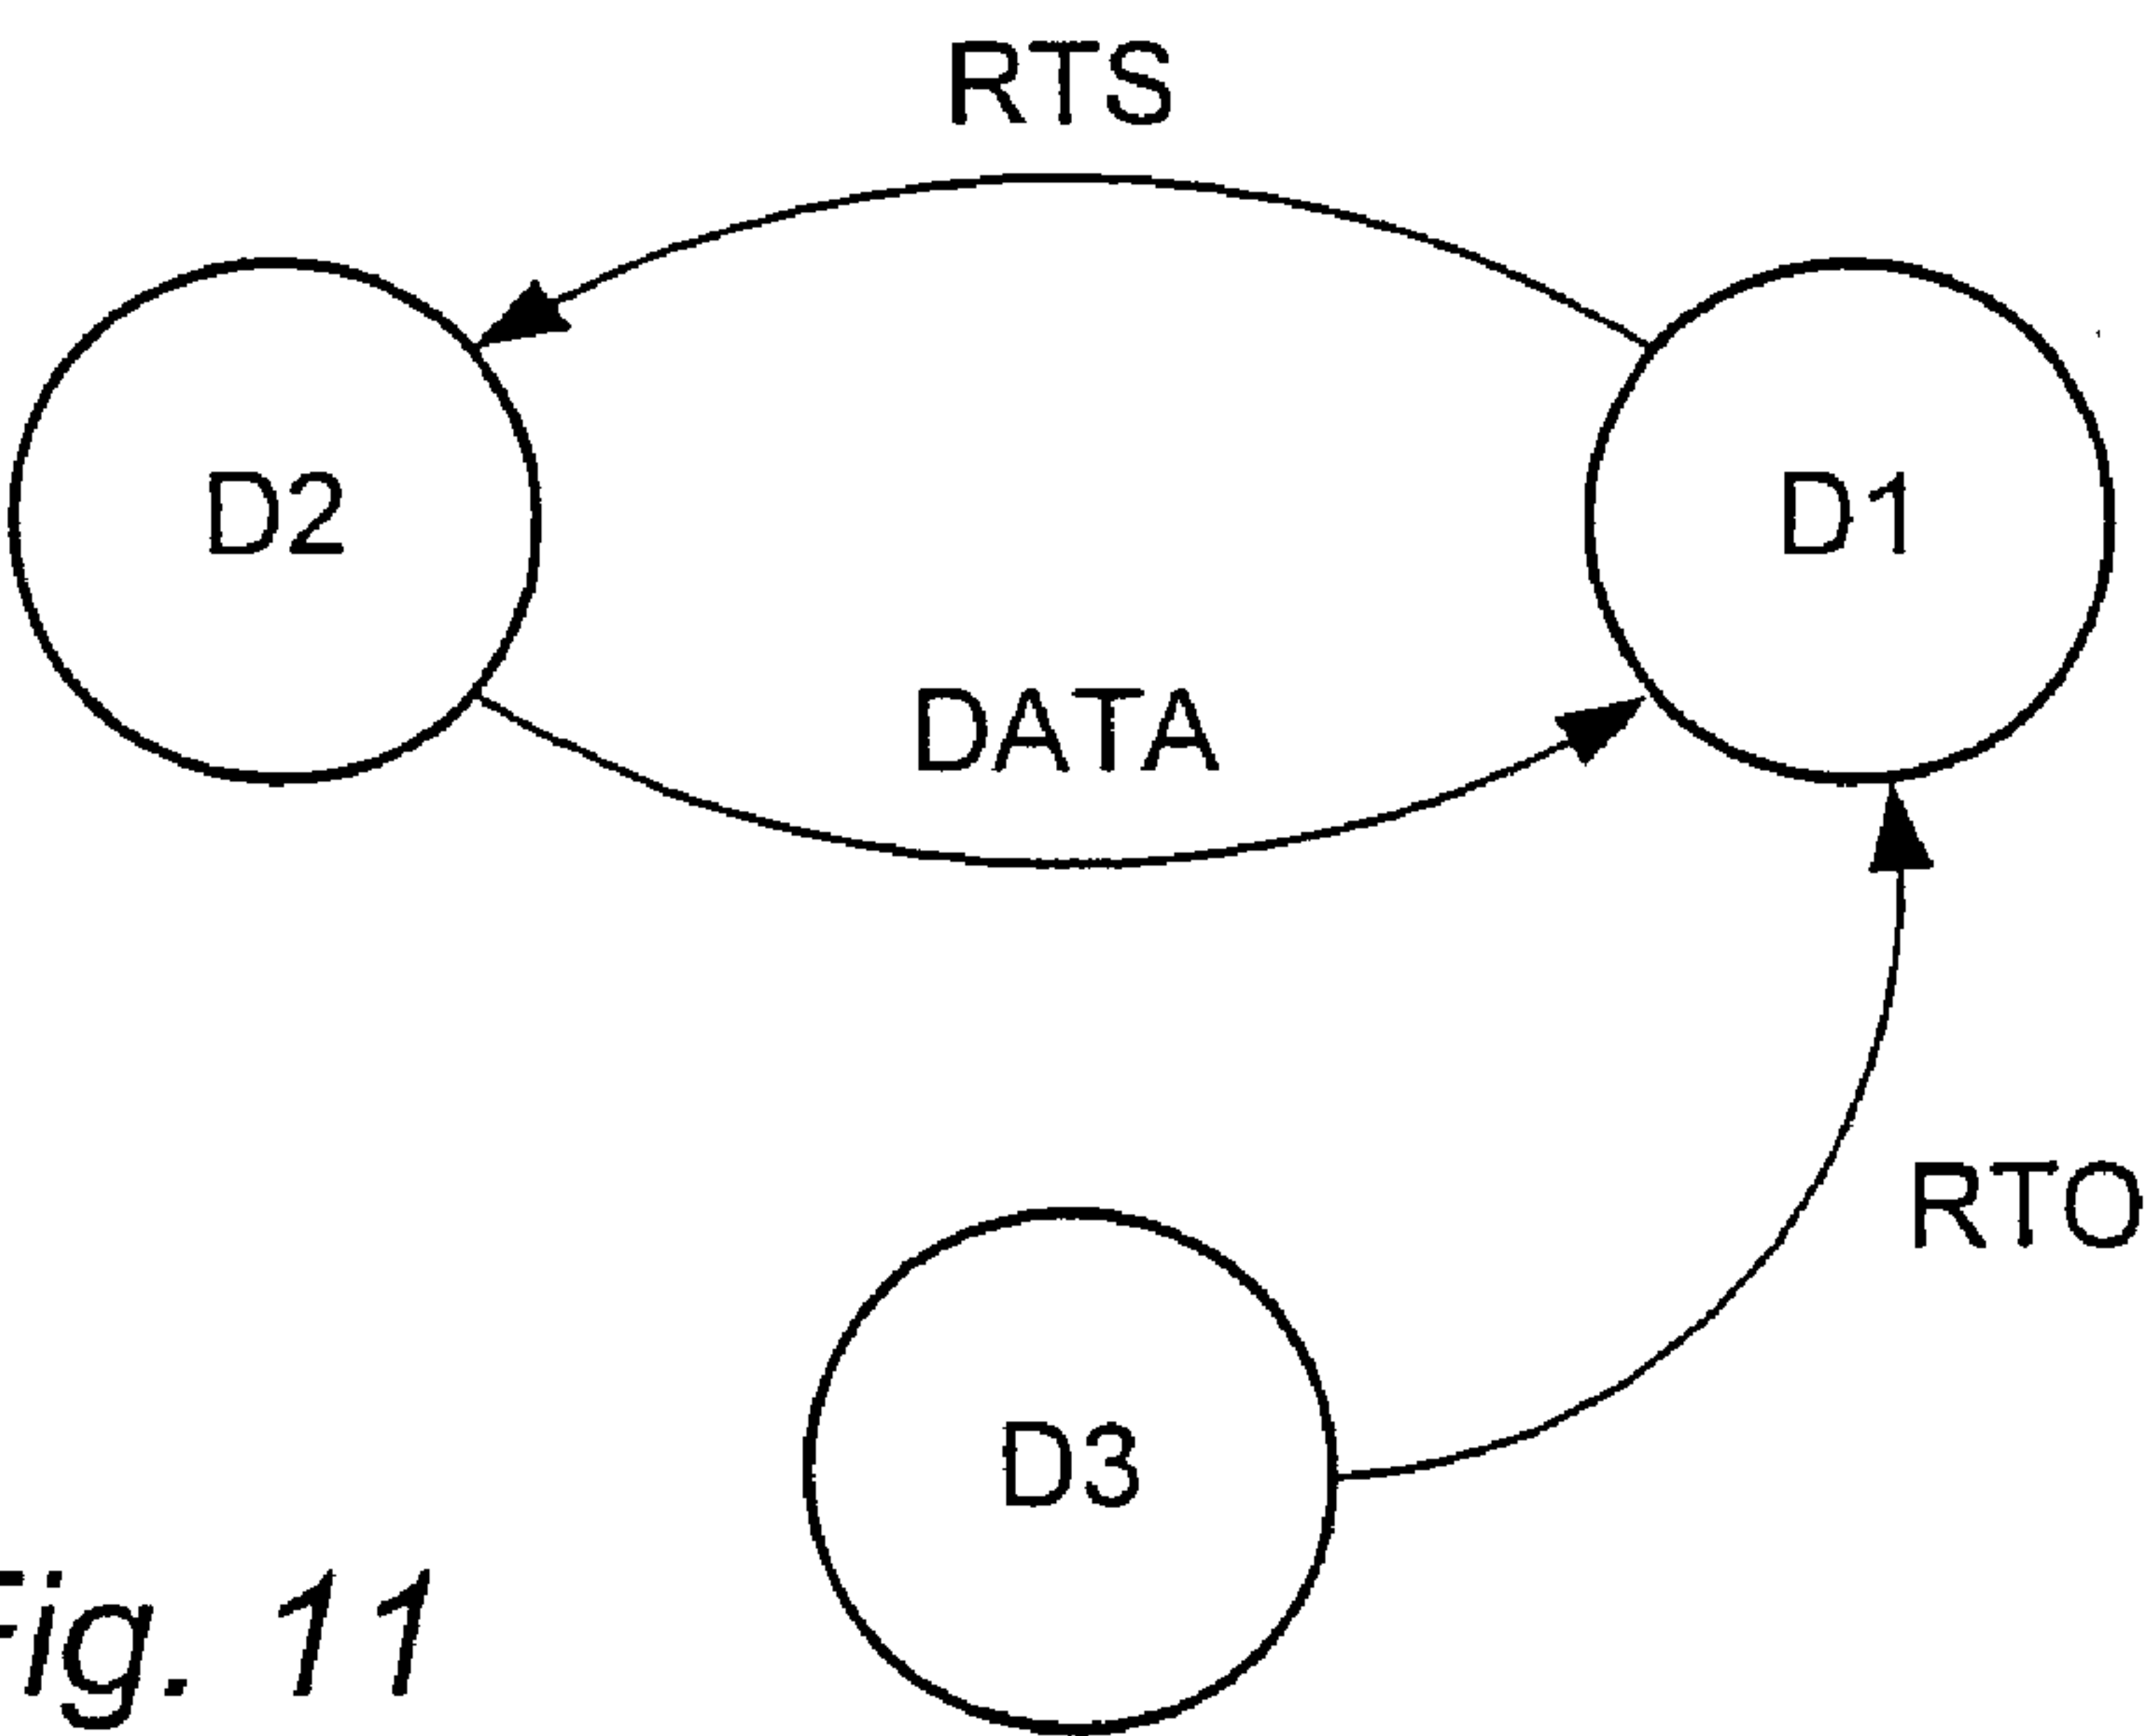 RTS
D2
D1
DATA
RTO
D3
Fig. 11